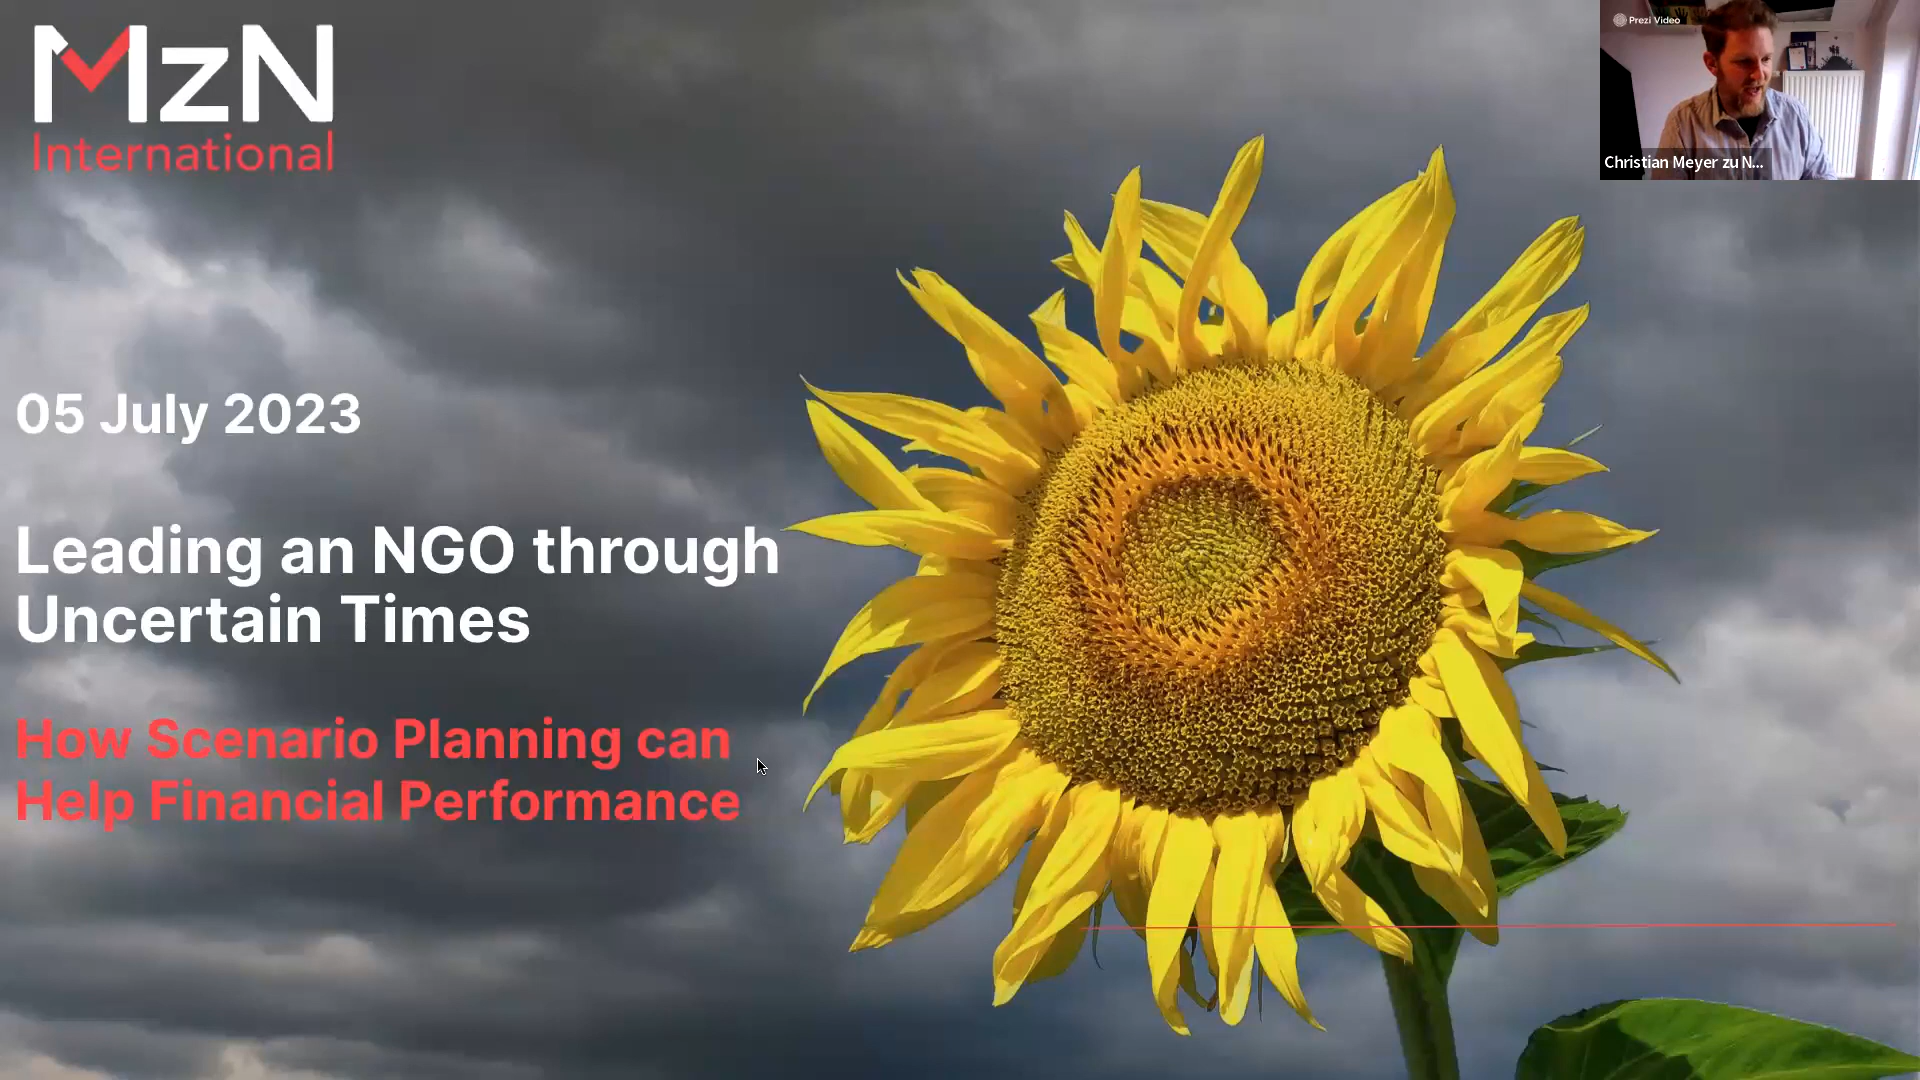 MzN
International
Prezi Video
Christian Meyer zu N...
05 July 2023
Leading an NGO through
Uncertain Times
How Scenario Planning can
Help Financial Performance